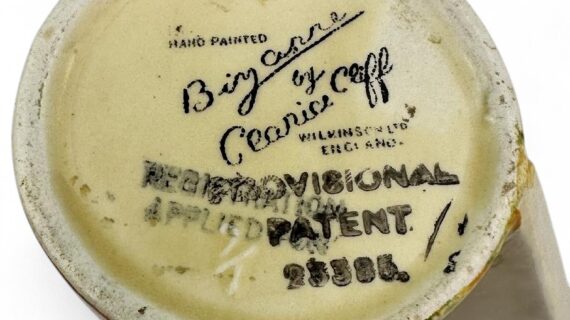 HAND PAINTED
Bizarre
by
Clarice Cliff
WILKINSON LTD
ENGLAND.
REGISTRATION
APPLIED FOR
PROVISIONAL
PATENT.
23385.